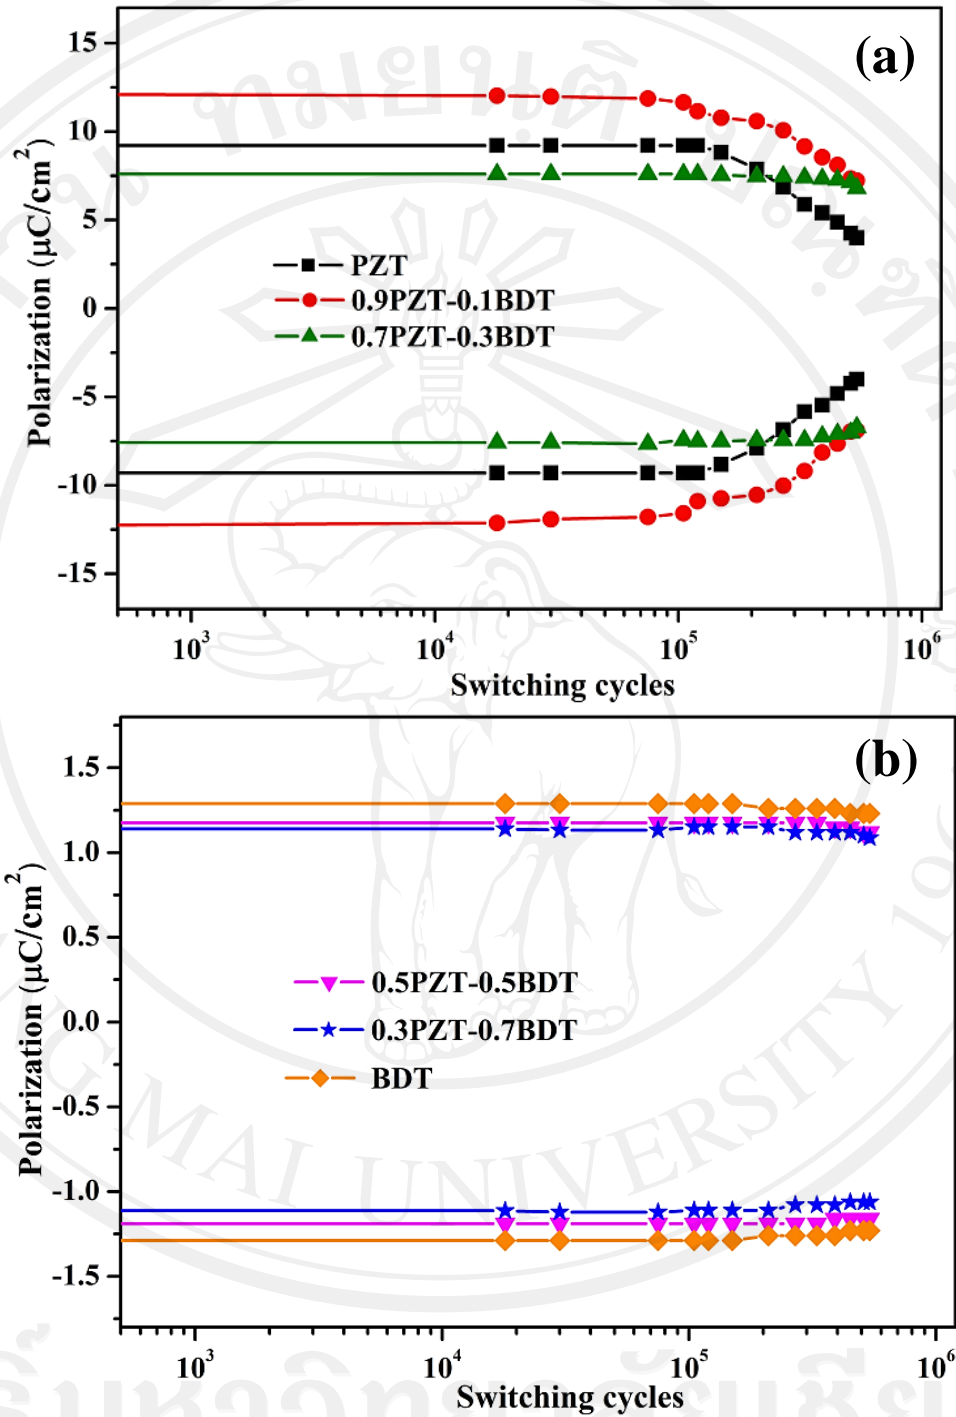 (a)
15
10
5
0
-5
-10
-15
Polarization (μC/cm²)
PZT
0.9PZT-0.1BDT
0.7PZT-0.3BDT
10³
10⁴
10⁵
10⁶
Switching cycles
(b)
1.5
1.0
0.5
0.0
-0.5
-1.0
-1.5
Polarization (μC/cm²)
0.5PZT-0.5BDT
0.3PZT-0.7BDT
BDT
10³
10⁴
10⁵
10⁶
Switching cycles
MAI UNIVERSITY